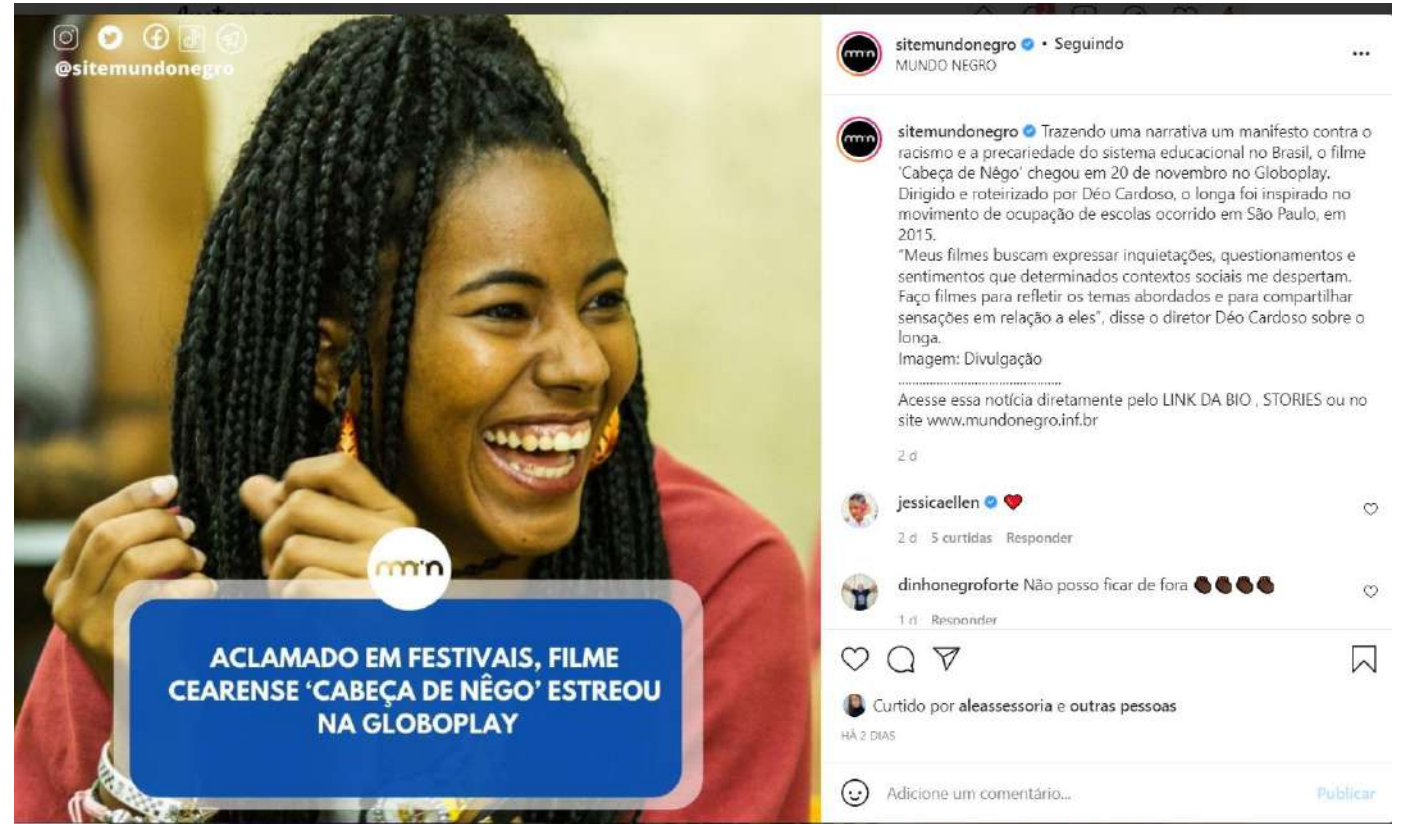 @sitemundonegro
mn
ACLAMADO EM FESTIVAIS, FILME
CEARENSE ‘CABEÇA DE NÊGO’ ESTREOU
NA GLOBOPLAY
sitemundonegro • Seguindo
MUNDO NEGRO
sitemundonegro Trazendo uma narrativa um manifesto contra o
racismo e a precariedade do sistema educacional no Brasil, o filme
'Cabeça de Nêgo' chegou em 20 de novembro no Globoplay.
Dirigido e roteirizado por Déo Cardoso, o longa foi inspirado no
movimento de ocupação de escolas ocorrido em São Paulo, em
2015.
“Meus filmes buscam expressar inquietações, questionamentos e
sentimentos que determinados contextos sociais me despertam.
Faço filmes para refletir os temas abordados e para compartilhar
sensações em relação a eles”, disse o diretor Déo Cardoso sobre o
longa.
Imagem: Divulgação
................................................
Acesse essa notícia diretamente pelo LINK DA BIO , STORIES ou no
site www.mundonegro.inf.br
2 d
jessicaellen ❤️
2 d 5 curtidas Responder
dinhonegroforte Não posso ficar de fora ✊🏿✊🏿✊🏿✊🏿
1 d Responder
Curtido por aleassessoria e outras pessoas
HÁ 2 DIAS
Adicione um comentário...
Publicar